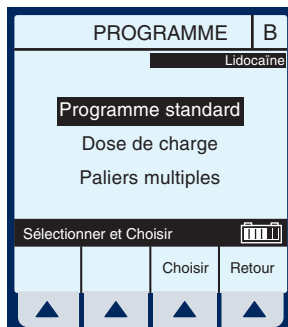 PROGRAMME B
Lidocaïne
Programme standard
Dose de charge
Paliers multiples
Sélectionner et Choisir
Choisir Retour